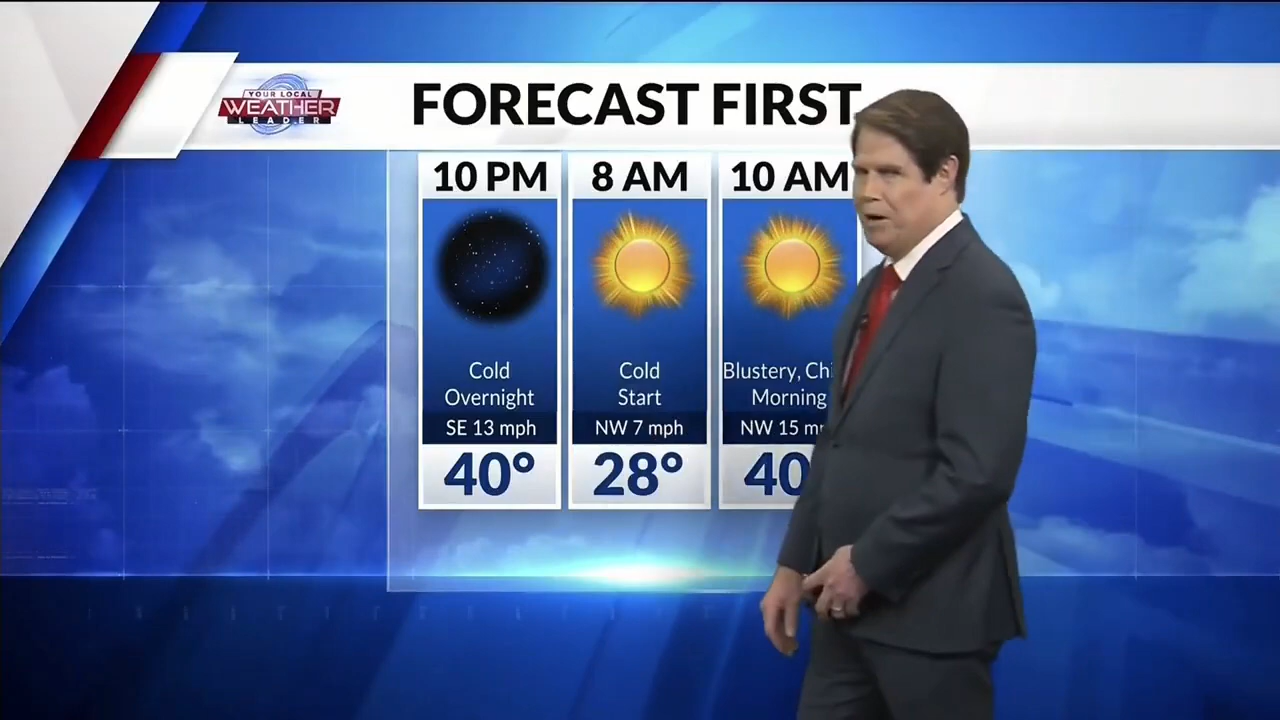 YOUR LOCAL
WEATHER
LEADER
FORECAST FIRST
10 PM
8 AM
10 AM
Cold
Overnight
SE 13 mph
40°
Cold
Start
NW 7 mph
28°
Blustery,
Morning
NW 15
40